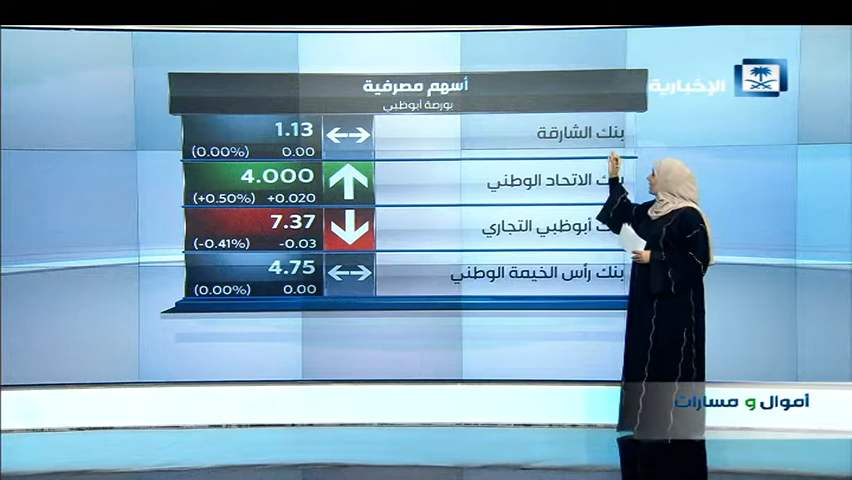 الإخبارية
أسهم مصرفية
بورصة أبوظبي
بنك الشارقة
1.13
(0.00%) 0.00
الاتحاد الوطني
4.000
(+0.50%) +0.020
أبوظبي التجاري
7.37
(-0.41%) -0.03
بنك رأس الخيمة الوطني
4.75
(0.00%) 0.00
أموال و مسارات